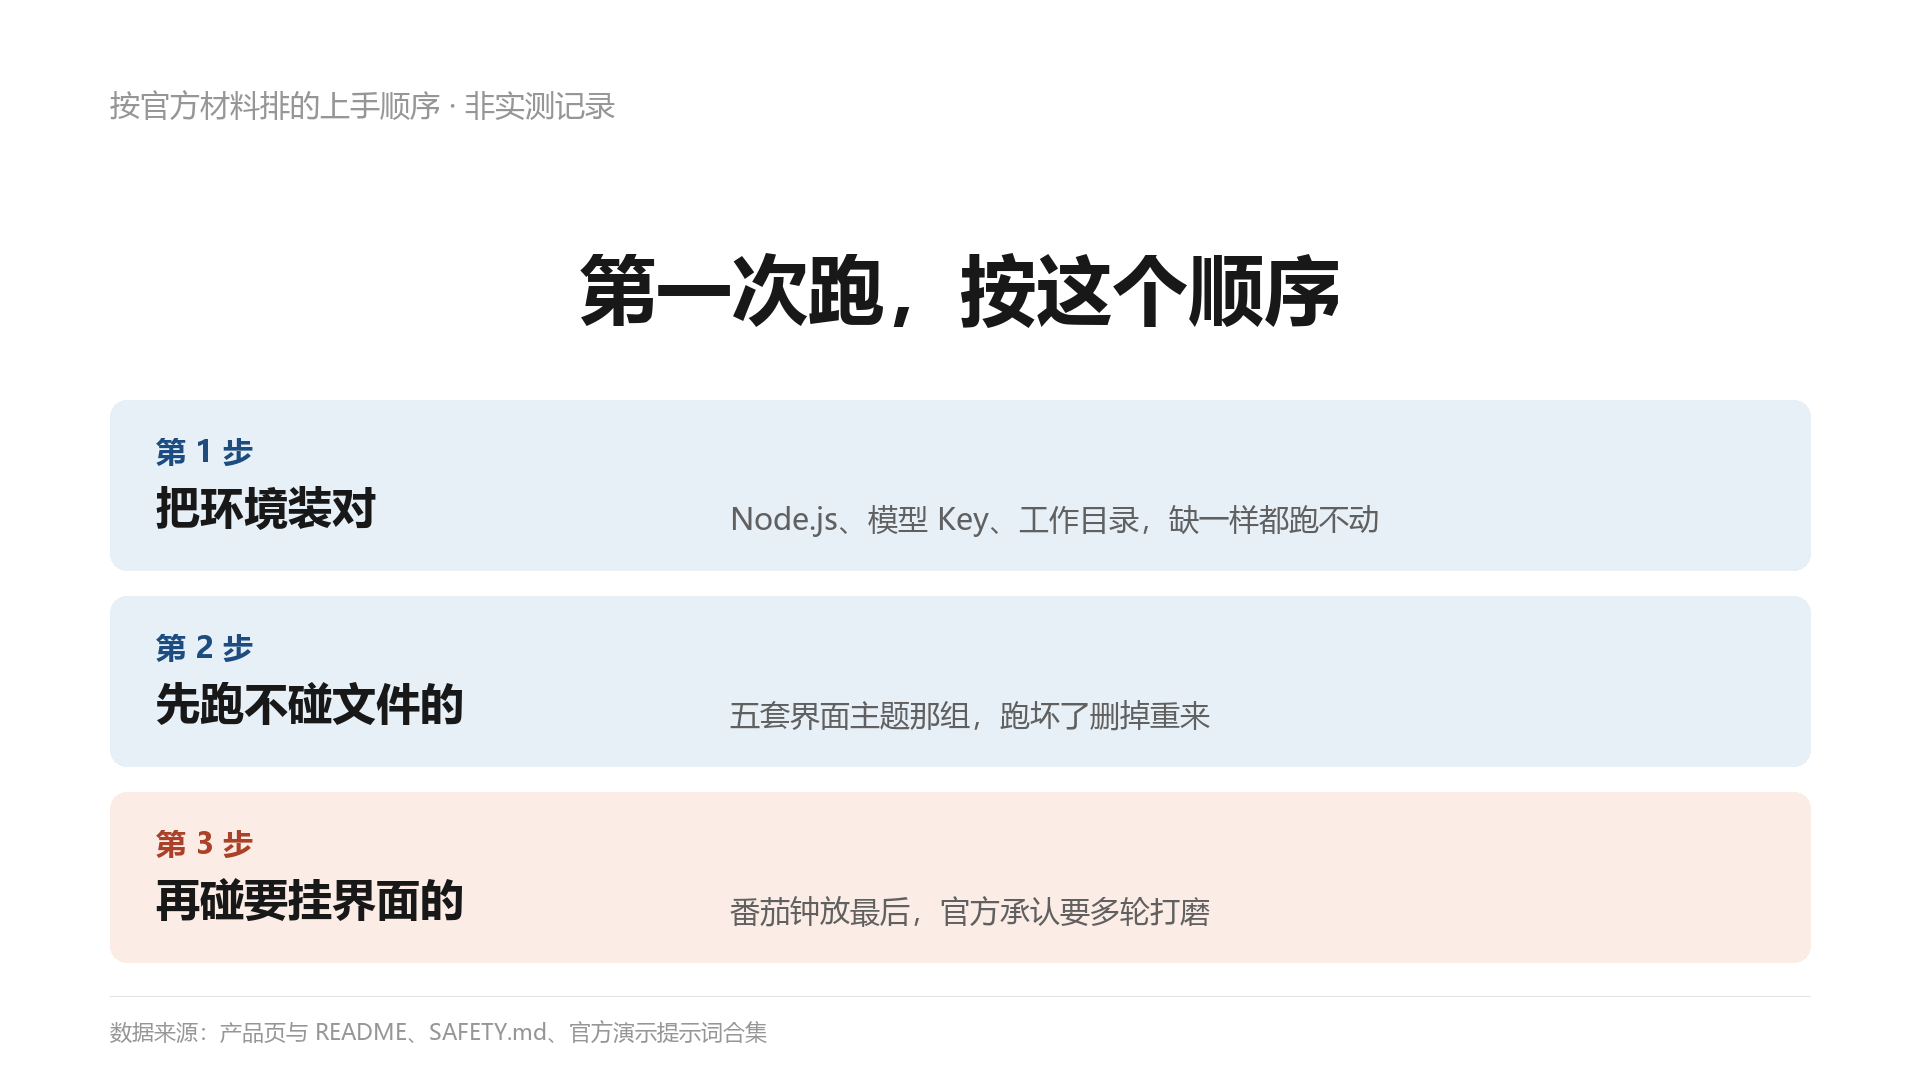 按官方材料排的上手顺序 · 非实测记录
第一次跑，按这个顺序
第 1 步
把环境装对
Node.js、模型 Key、工作目录，缺一样都跑不动
第 2 步
先跑不碰文件的
五套界面主题那组，跑坏了删掉重来
第 3 步
再碰要挂界面的
番茄钟放最后，官方承认要多轮打磨
数据来源：产品页与 README、SAFETY.md、官方演示提示词合集